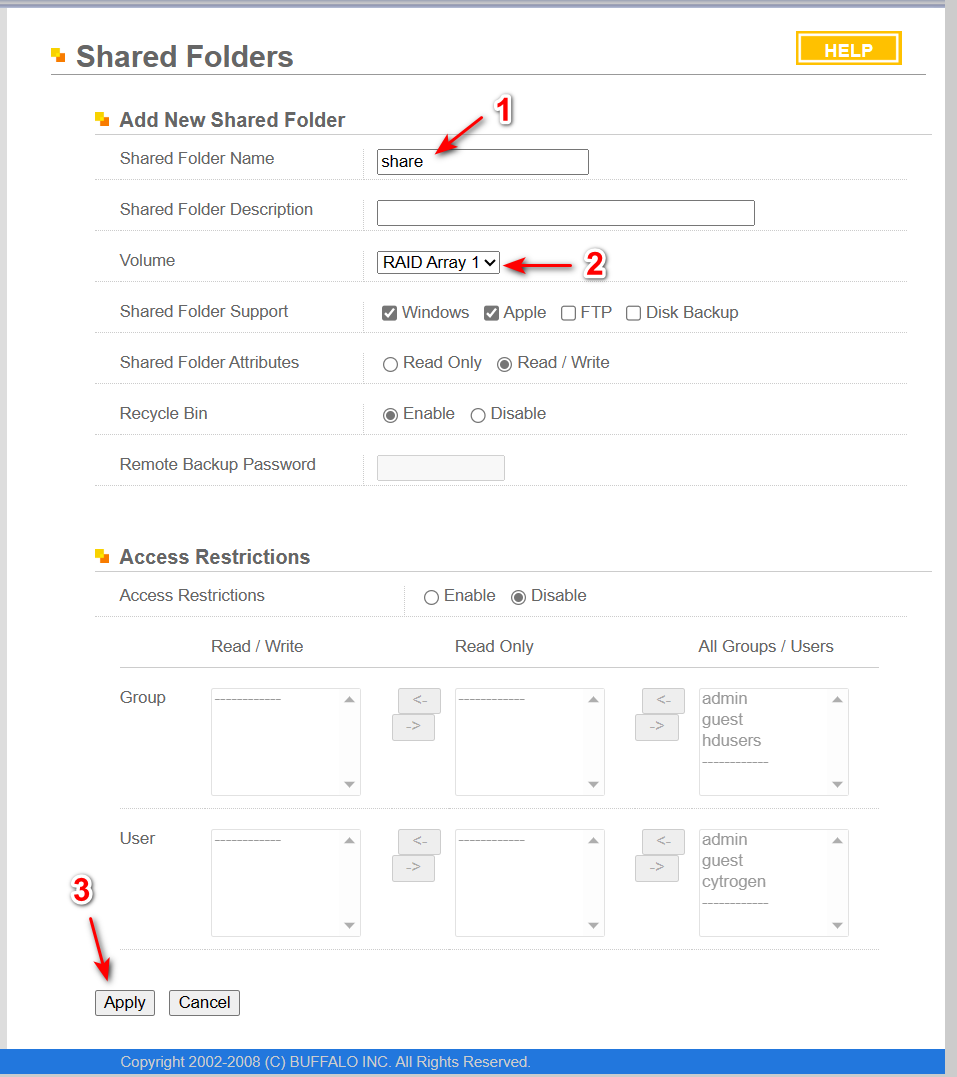 Shared Folders
HELP
Add New Shared Folder
1
Shared Folder Name
share
Shared Folder Description
Volume
RAID Array 1
2
Shared Folder Support
Windows Apple FTP Disk Backup
Shared Folder Attributes
Read Only Read / Write
Recycle Bin
Enable Disable
Remote Backup Password
Access Restrictions
Access Restrictions
Enable Disable
Read / Write Read Only All Groups / Users
Group
------------
<-
->
------------
<-
->
admin
guest
hdusers
------------
User
------------
<-
->
------------
<-
->
admin
guest
cytrogen
------------
3
Apply Cancel
Copyright 2002-2008 (C) BUFFALO INC. All Rights Reserved.